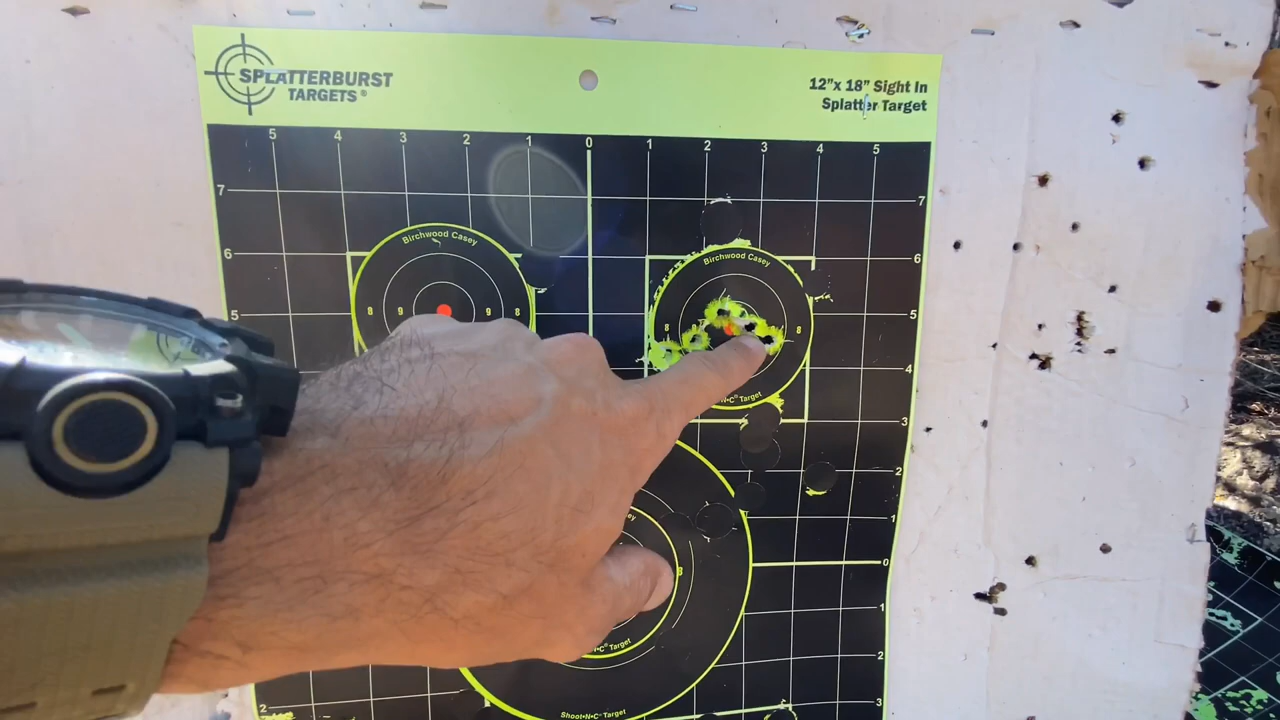 SPLATTERBURST
TARGETS®
12"x 18" Sight In
Splatter Target
5 4 3 2 1 0 1 2 3 4 5
7 7
6 6
Birchwood Casey
Birchwood Casey
5 8 9 9 8 8 8 5
4
N•C® Target
3
2
1
0
8
1
N•C® Target
2
Shoot•N•C® Target
2 3